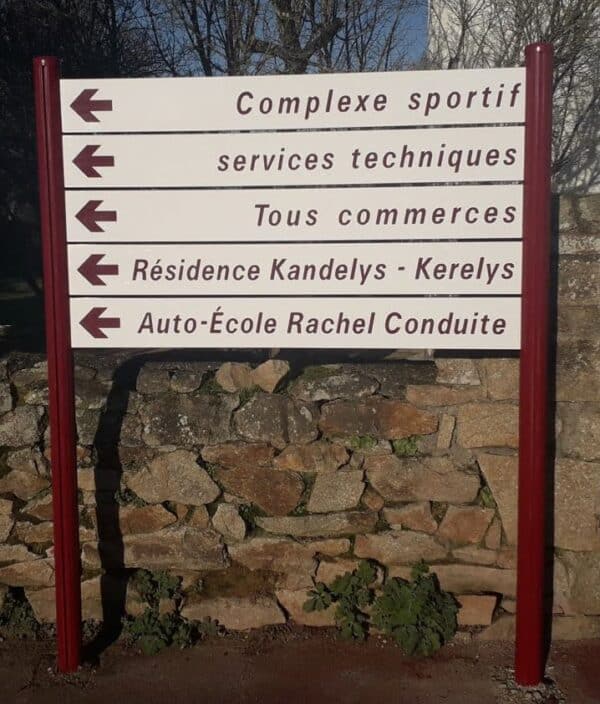 Complexe sportif
services techniques
Tous commerces
Résidence Kandelys - Kerelys
Auto-École Rachel Conduite